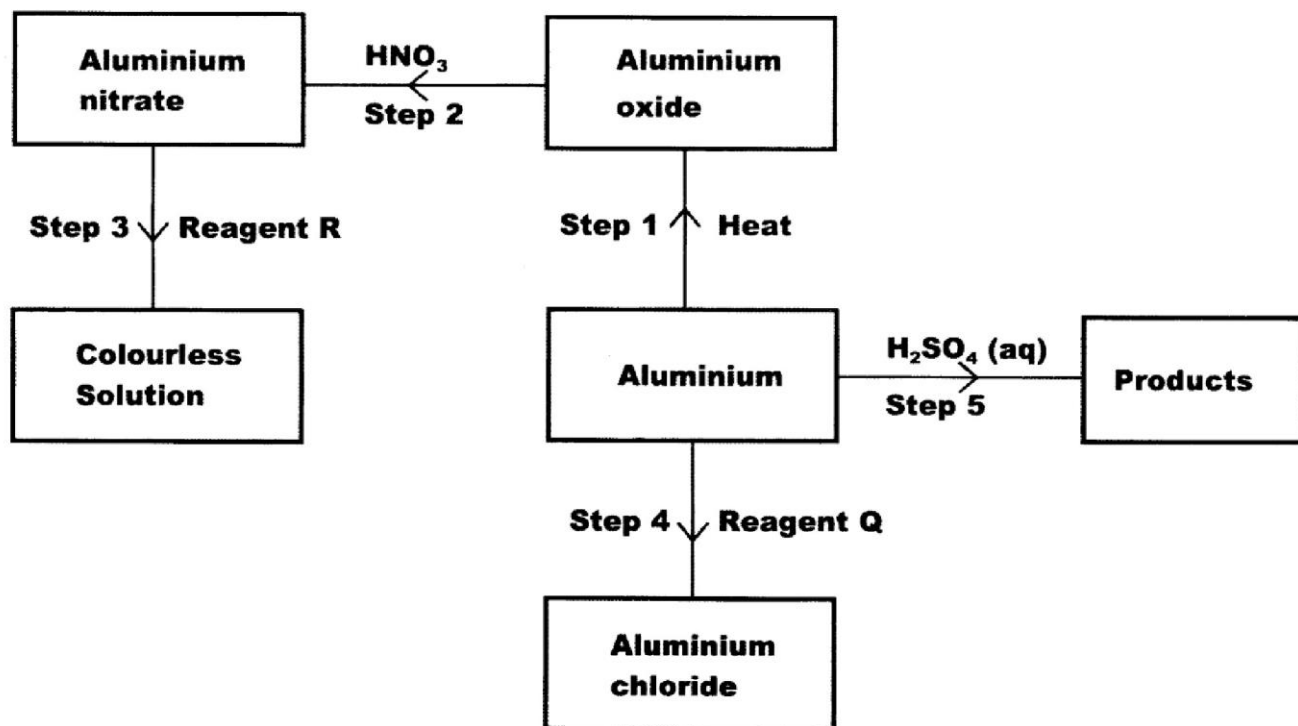 Aluminium
nitrate
HNO₃
Step 2
Aluminium
oxide
Step 3 Reagent R
Step 1 Heat
Colourless
Solution
Aluminium
H₂SO₄ (aq)
Step 5
Products
Step 4 Reagent Q
Aluminium
chloride